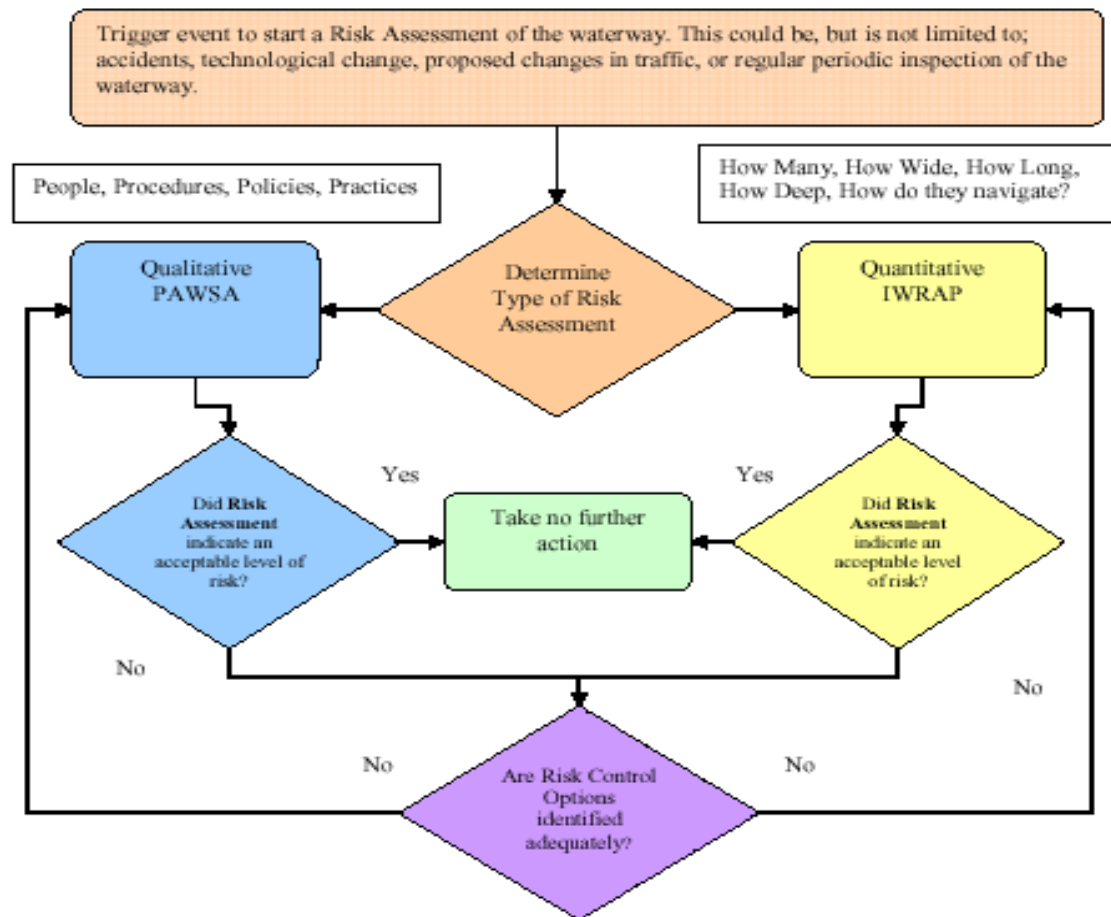 Trigger event to start a Risk Assessment of the waterway. This could be, but is not limited to;
accidents, technological change, proposed changes in traffic, or regular periodic inspection of the
waterway.
People, Procedures, Policies, Practices
How Many, How Wide, How Long,
How Deep, How do they navigate?
Qualitative
PAWSA
Determine
Type of Risk
Assessment
Quantitative
IWRAP
Yes
Yes
Did Risk
Assessment
indicate an
acceptable level of
risk?
Take no further
action
Did Risk
Assessment
indicate an
acceptable level
of risk?
No
No
No
No
Are Risk Control
Options
identified
adequately?